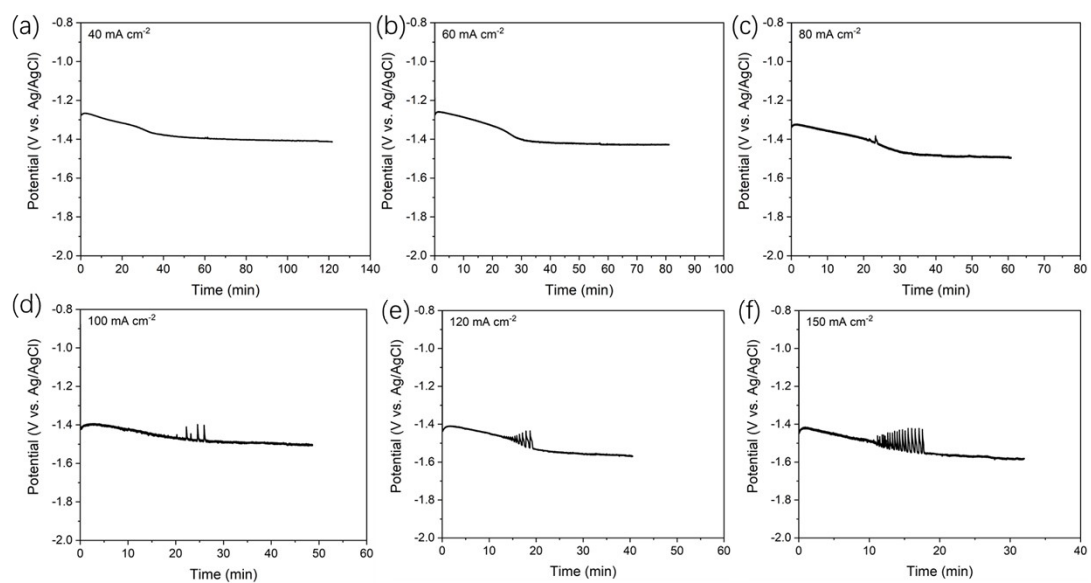 (a)
40 mA cm-2
Potential (V vs. Ag/AgCl)
-0.8
-1.0
-1.2
-1.4
-1.6
-1.8
-2.0
0 20 40 60 80 100 120 140
Time (min)
(b)
60 mA cm-2
Potential (V vs. Ag/AgCl)
-0.8
-1.0
-1.2
-1.4
-1.6
-1.8
-2.0
0 10 20 30 40 50 60 70 80 90 100
Time (min)
(c)
80 mA cm-2
Potential (V vs. Ag/AgCl)
-0.8
-1.0
-1.2
-1.4
-1.6
-1.8
-2.0
0 10 20 30 40 50 60 70 80
Time (min)
(d)
100 mA cm-2
Potential (V vs. Ag/AgCl)
-0.8
-1.0
-1.2
-1.4
-1.6
-1.8
-2.0
0 10 20 30 40 50 60
Time (min)
(e)
120 mA cm-2
Potential (V vs. Ag/AgCl)
-0.8
-1.0
-1.2
-1.4
-1.6
-1.8
-2.0
0 20 40 60
Time (min)
(f)
150 mA cm-2
Potential (V vs. Ag/AgCl)
-0.8
-1.0
-1.2
-1.4
-1.6
-1.8
-2.0
0 10 20 30 40
Time (min)